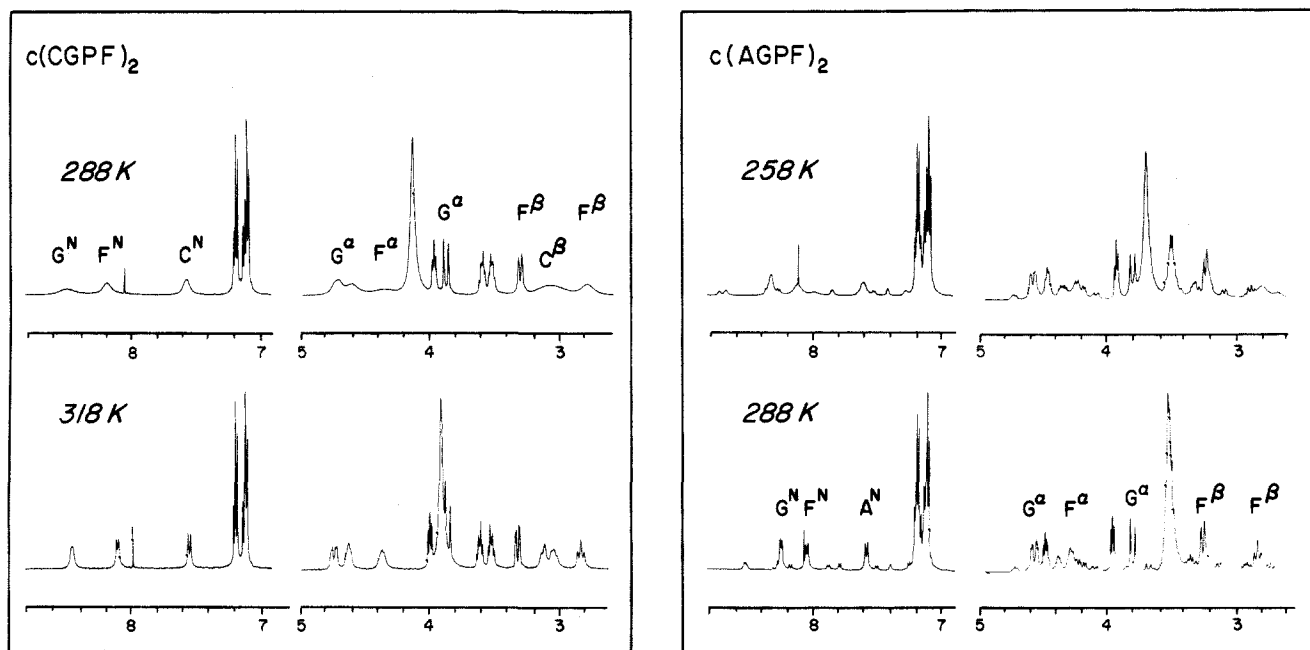 c(CGPF)₂
288 K
G^N F^N C^N
G^α F^α G^α F^β C^β F^β
8 7 5 4 3
318 K
8 7 5 4 3
c(AGPF)₂
258 K
8 7 5 4 3
288 K
G^N F^N A^N
G^α F^α G^α F^β F^β
8 7 5 4 3